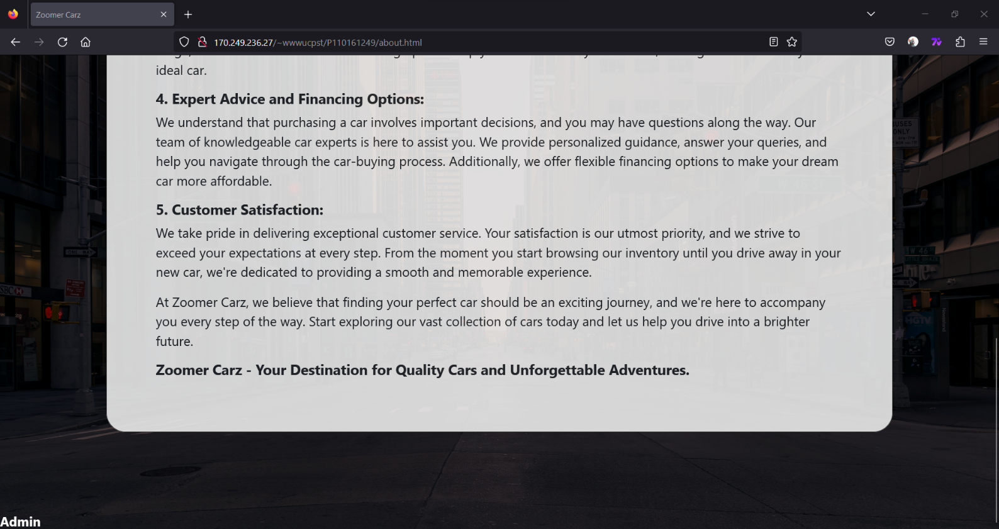 Zoomer Carz
170.249.236.27/~wwwucpst/P110161249/about.html
ideal car.
4. Expert Advice and Financing Options:
We understand that purchasing a car involves important decisions, and you may have questions along the way. Our
team of knowledgeable car experts is here to assist you. We provide personalized guidance, answer your queries, and
help you navigate through the car-buying process. Additionally, we offer flexible financing options to make your dream
car more affordable.
5. Customer Satisfaction:
We take pride in delivering exceptional customer service. Your satisfaction is our utmost priority, and we strive to
exceed your expectations at every step. From the moment you start browsing our inventory until you drive away in your
new car, we're dedicated to providing a smooth and memorable experience.
At Zoomer Carz, we believe that finding your perfect car should be an exciting journey, and we're here to accompany
you every step of the way. Start exploring our vast collection of cars today and let us help you drive into a brighter
future.
Zoomer Carz - Your Destination for Quality Cars and Unforgettable Adventures.
BUSES
ONLY
ONE WAY
W 46
LITTLE BRAZIL
HSBC
HGTV
Admin